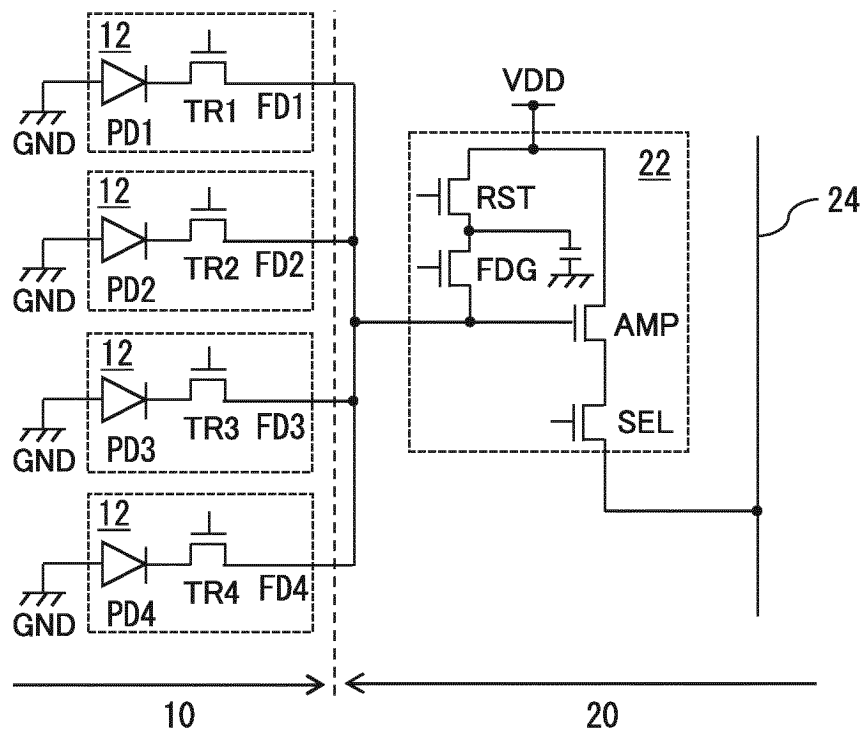 12
TR1
FD1
GND
PD1
12
TR2
FD2
GND
PD2
12
TR3
FD3
GND
PD3
12
TR4
FD4
GND
PD4
VDD
22
RST
FDG
AMP
SEL
24
10
20